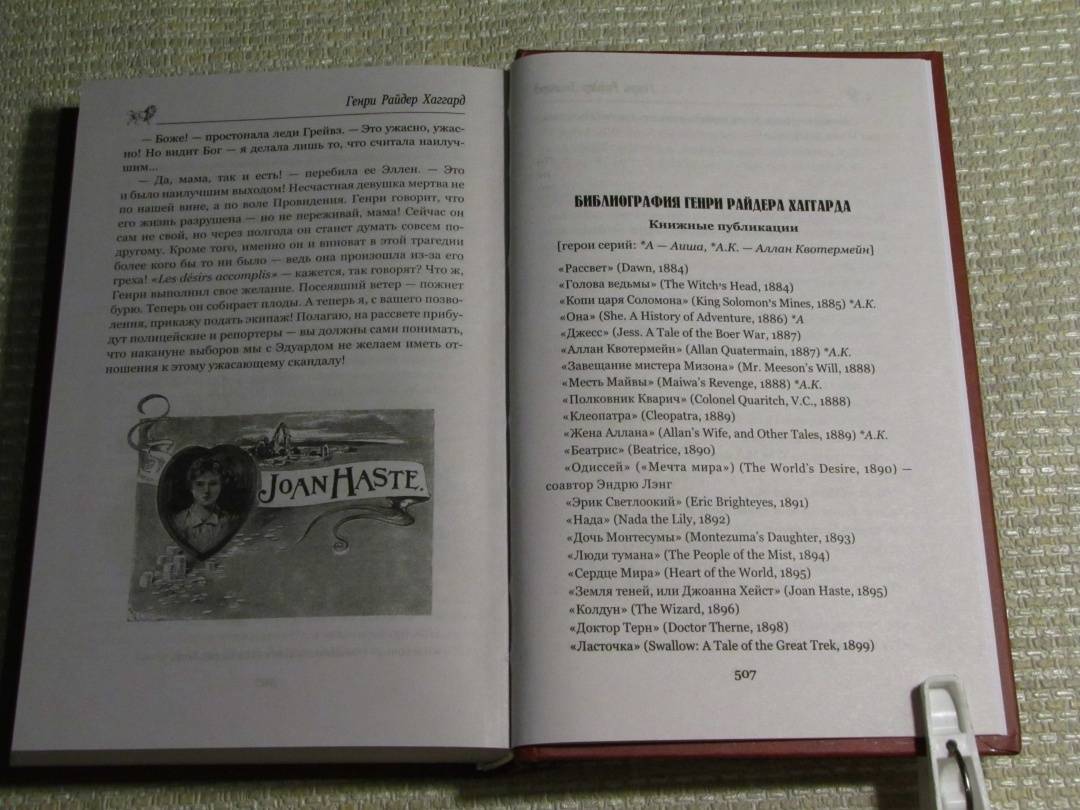 Генри Райдер Хаггард
— Боже! — простонала леди Грейвз. — Это ужасно, ужас-
но! Но видит Бог — я делала лишь то, что считала наилуч-
шим...
— Да, мама, так и есть! — перебила ее Эллен. — Это
и было наилучшим выходом! Несчастная девушка мертва не
по нашей вине, а по воле Провидения. Генри говорит, что
его жизнь разрушена — но не переживай, мама! Сейчас он
сам не свой, но через полгода он станет думать совсем по-
другому. Кроме того, именно он и виноват в этой трагедии
более кого бы то ни было — ведь она произошла из-за его
греха! «Les désirs accomplis» — кажется, так говорят? Что ж,
Генри выполнил свое желание. Посеявший ветер — пожнет
бурю. Теперь он собирает плоды. А теперь я, с вашего позво-
ления, прикажу подать экипаж! Полагаю, на рассвете прибу-
дут полицейские и репортеры — вы должны сами понимать,
что накануне выборов мы с Эдуардом не желаем иметь от-
ношения к этому ужасающему скандалу!
JOAN HASTE.
БИБЛИОГРАФИЯ ГЕНРИ РАЙДЕРА ХАГГАРДА
Книжные публикации
[герои серий: *А — Аиша, *А.К. — Аллан Квотермейн]
«Рассвет» (Dawn, 1884)
«Голова ведьмы» (The Witch's Head, 1884)
«Копи царя Соломона» (King Solomon's Mines, 1885) *А.К.
«Она» (She. A History of Adventure, 1886) *А
«Джесс» (Jess. A Tale of the Boer War, 1887)
«Аллан Квотермейн» (Allan Quatermain, 1887) *А.К.
«Завещание мистера Мизона» (Mr. Meeson's Will, 1888)
«Месть Майвы» (Maiwa's Revenge, 1888) *А.К.
«Полковник Кварич» (Colonel Quaritch, V.C., 1888)
«Клеопатра» (Cleopatra, 1889)
«Жена Аллана» (Allan's Wife, and Other Tales, 1889) *А.К.
«Беатрис» (Beatrice, 1890)
«Одиссей» («Мечта мира») (The World's Desire, 1890) —
соавтор Эндрю Лэнг
«Эрик Светлоокий» (Eric Brighteyes, 1891)
«Нада» (Nada the Lily, 1892)
«Дочь Монтесумы» (Montezuma's Daughter, 1893)
«Люди тумана» (The People of the Mist, 1894)
«Сердце Мира» (Heart of the World, 1895)
«Земля теней, или Джоанна Хейст» (Joan Haste, 1895)
«Колдун» (The Wizard, 1896)
«Доктор Терн» (Doctor Therne, 1898)
«Ласточка» (Swallow: A Tale of the Great Trek, 1899)
507